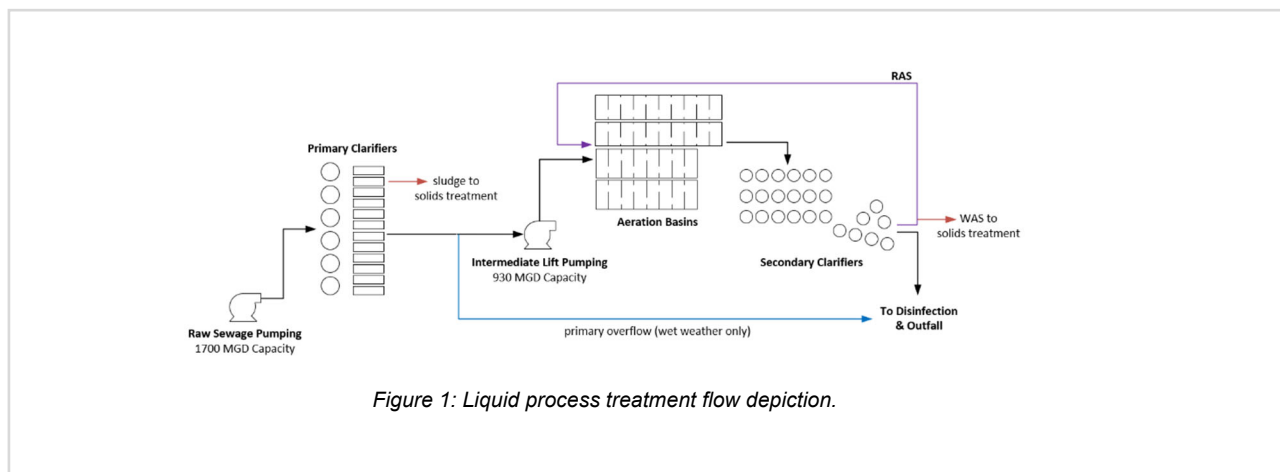 RAS
Primary Clarifiers
sludge to
solids treatment
Aeration Basins
WAS to
solids treatment
Intermediate Lift Pumping
930 MGD Capacity
Secondary Clarifiers
To Disinfection
& Outfall
primary overflow (wet weather only)
Raw Sewage Pumping
1700 MGD Capacity
Figure 1: Liquid process treatment flow depiction.